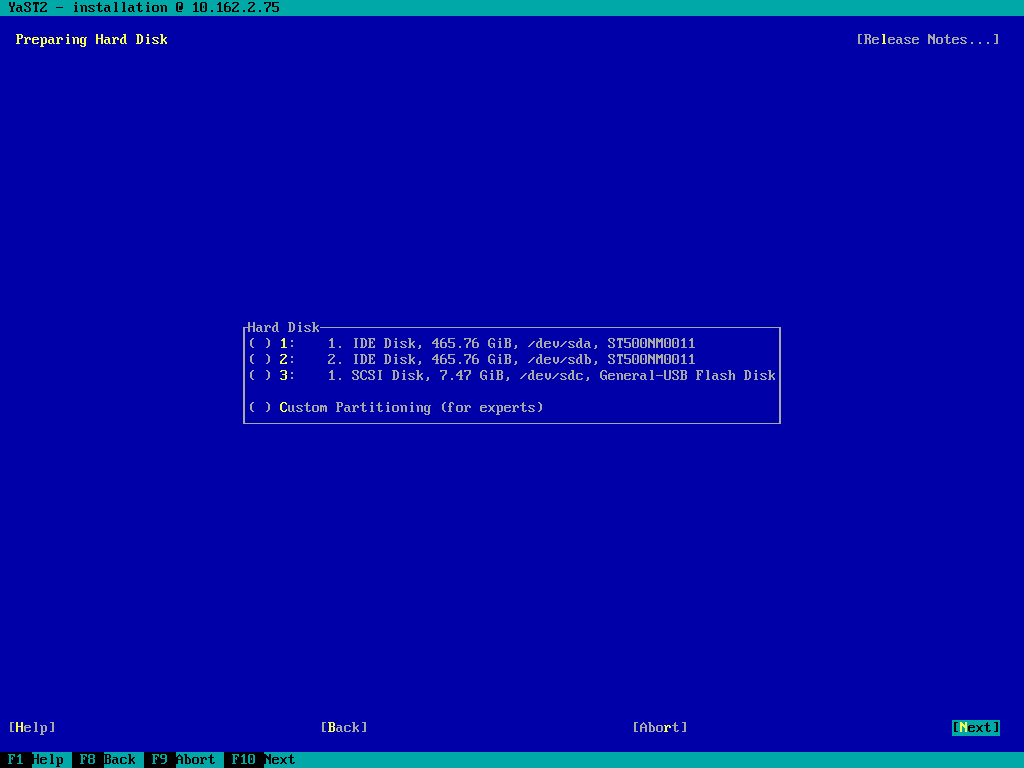 YaST2 - installation @ 10.162.2.75
Preparing Hard Disk [Release Notes...]
Hard Disk
( ) 1: 1. IDE Disk, 465.76 GiB, /dev/sda, ST500NM0011
( ) 2: 2. IDE Disk, 465.76 GiB, /dev/sdb, ST500NM0011
( ) 3: 1. SCSI Disk, 7.47 GiB, /dev/sdc, General-USB Flash Disk
( ) Custom Partitioning (for experts)
[Help] [Back] [Abort] [Next]
F1 Help F8 Back F9 Abort F10 Next